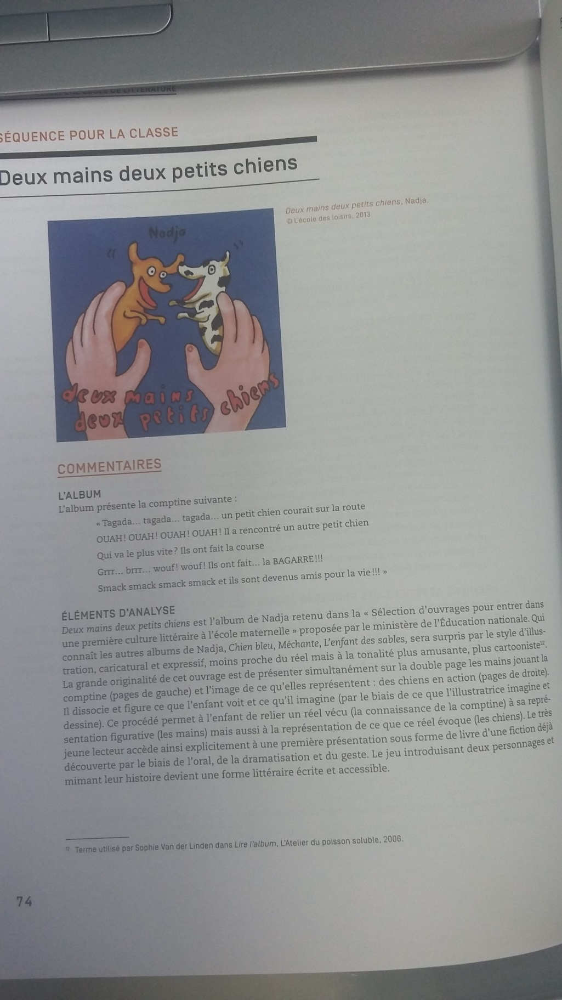 DE LITTÉRATURE
SÉQUENCE POUR LA CLASSE
Deux mains deux petits chiens
Deux mains deux petits chiens, Nadja.
© L'école des loisirs, 2013
Nadja
deux mains
deux petits chiens
COMMENTAIRES
L'ALBUM
L'album présente la comptine suivante :
« Tagada… tagada… tagada… un petit chien courait sur la route
OUAH ! OUAH ! OUAH ! OUAH ! Il a rencontré un autre petit chien
Qui va le plus vite ? Ils ont fait la course
Grrr… brrr… wouf ! wouf ! Ils ont fait… la BAGARRE !!!
Smack smack smack smack et ils sont devenus amis pour la vie !!! »
ÉLÉMENTS D'ANALYSE
Deux mains deux petits chiens est l'album de Nadja retenu dans la « Sélection d'ouvrages pour entrer dans
une première culture littéraire à l'école maternelle » proposée par le ministère de l'Éducation nationale. Qui
connaît les autres albums de Nadja, Chien bleu, Méchante, L'enfant des sables, sera surpris par le style d'illus-
tration, caricatural et expressif, moins proche du réel mais à la tonalité plus amusante, plus cartooniste12.
La grande originalité de cet ouvrage est de présenter simultanément sur la double page les mains jouant la
comptine (pages de gauche) et l'image de ce qu'elles représentent : des chiens en action (pages de droite).
Il dissocie et figure ce que l'enfant voit et ce qu'il imagine (par le biais de ce que l'illustratrice imagine et
dessine). Ce procédé permet à l'enfant de relier un réel vécu (la connaissance de la comptine) à sa repré-
sentation figurative (les mains) mais aussi à la représentation de ce que ce réel évoque (les chiens). Le très
jeune lecteur accède ainsi explicitement à une première présentation sous forme de livre d'une fiction déjà
découverte par le biais de l'oral, de la dramatisation et du geste. Le jeu introduisant deux personnages et
mimant leur histoire devient une forme littéraire écrite et accessible.
12 Terme utilisé par Sophie Van der Linden dans Lire l'album, L'Atelier du poisson soluble, 2006.
74